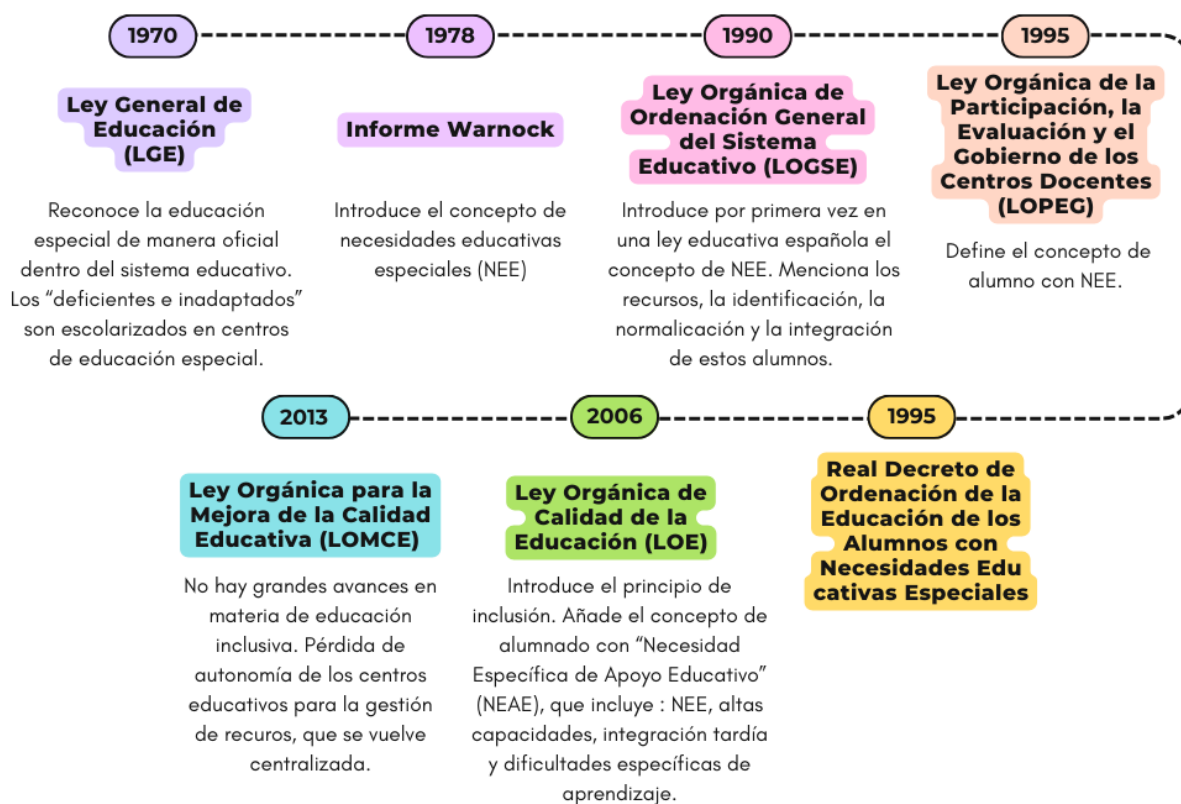 1970
Ley General de
Educación
(LGE)
Reconoce la educación
especial de manera oficial
dentro del sistema educativo.
Los “deficientes e inadaptados”
son escolarizados en centros
de educación especial.
1978
Informe Warnock
Introduce el concepto de
necesidades educativas
especiales (NEE)
1990
Ley Orgánica de
Ordenación General
del Sistema
Educativo (LOGSE)
Introduce por primera vez en
una ley educativa española el
concepto de NEE. Menciona los
recursos, la identificación, la
normalicación y la integración
de estos alumnos.
1995
Ley Orgánica de la
Participación, la
Evaluación y el
Gobierno de los
Centros Docentes
(LOPEG)
Define el concepto de
alumno con NEE.
1995
Real Decreto de
Ordenación de la
Educación de los
Alumnos con
Necesidades Edu
cativas Especiales
2006
Ley Orgánica de
Calidad de la
Educación (LOE)
Introduce el principio de
inclusión. Añade el concepto de
alumnado con “Necesidad
Específica de Apoyo Educativo”
(NEAE), que incluye : NEE, altas
capacidades, integración tardía
y dificultades específicas de
aprendizaje.
2013
Ley Orgánica para la
Mejora de la Calidad
Educativa (LOMCE)
No hay grandes avances en
materia de educación
inclusiva. Pérdida de
autonomía de los centros
educativos para la gestión
de recuros, que se vuelve
centralizada.